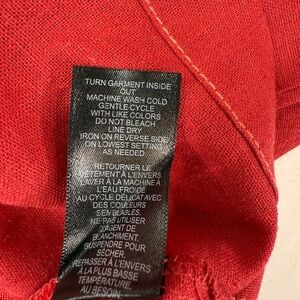 TURN GARMENT INSIDE
OUT
MACHINE WASH COLD
GENTLE CYCLE
WITH LIKE COLORS
DO NOT BLEACH
LINE DRY
IRON ON REVERSE SIDE
ON LOWEST SETTING
AS NEEDED
RETOURNER LE
VÊTEMENT À L'ENVERS
LAVER À LA MACHINE À
L'EAU FROIDE
AU CYCLE DÉLICAT AVEC
DES COULEURS
SEMBLABLES
NE PAS UTILISER
D'AGENT DE
BLANCHIMENT
SUSPENDRE POUR
SÉCHER
REPASSER À L'ENVERS
À LA PLUS BASSE
TEMPÉRATURE,
AU BESOIN